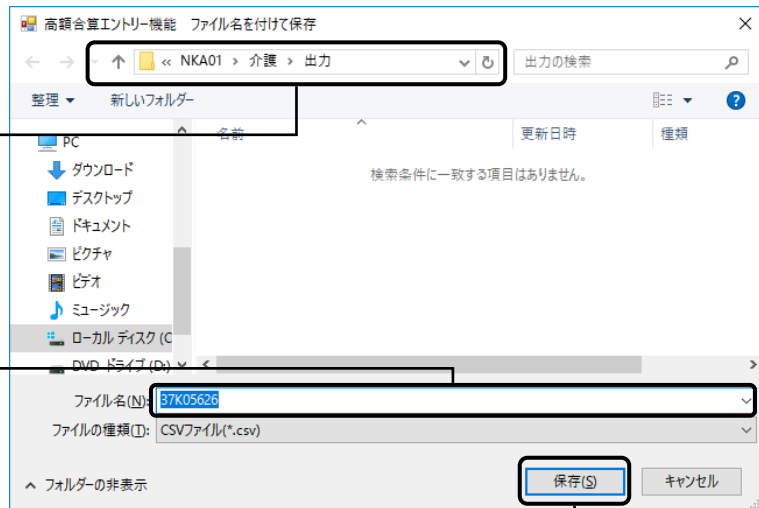 高額合算エントリー機能 ファイル名を付けて保存
« NKA01 › 介護 › 出力
出力の検索
整理
新しいフォルダー
名前
更新日時
種類
検索条件に一致する項目はありません。
PC
ダウンロード
デスクトップ
ドキュメント
ピクチャ
ビデオ
ミュージック
ローカル ディスク (C
DVD ドライブ (D:)
ファイル名(N):
37K05626
ファイルの種類(T):
CSVファイル(*.csv)
フォルダーの非表示
保存(S)
キャンセル